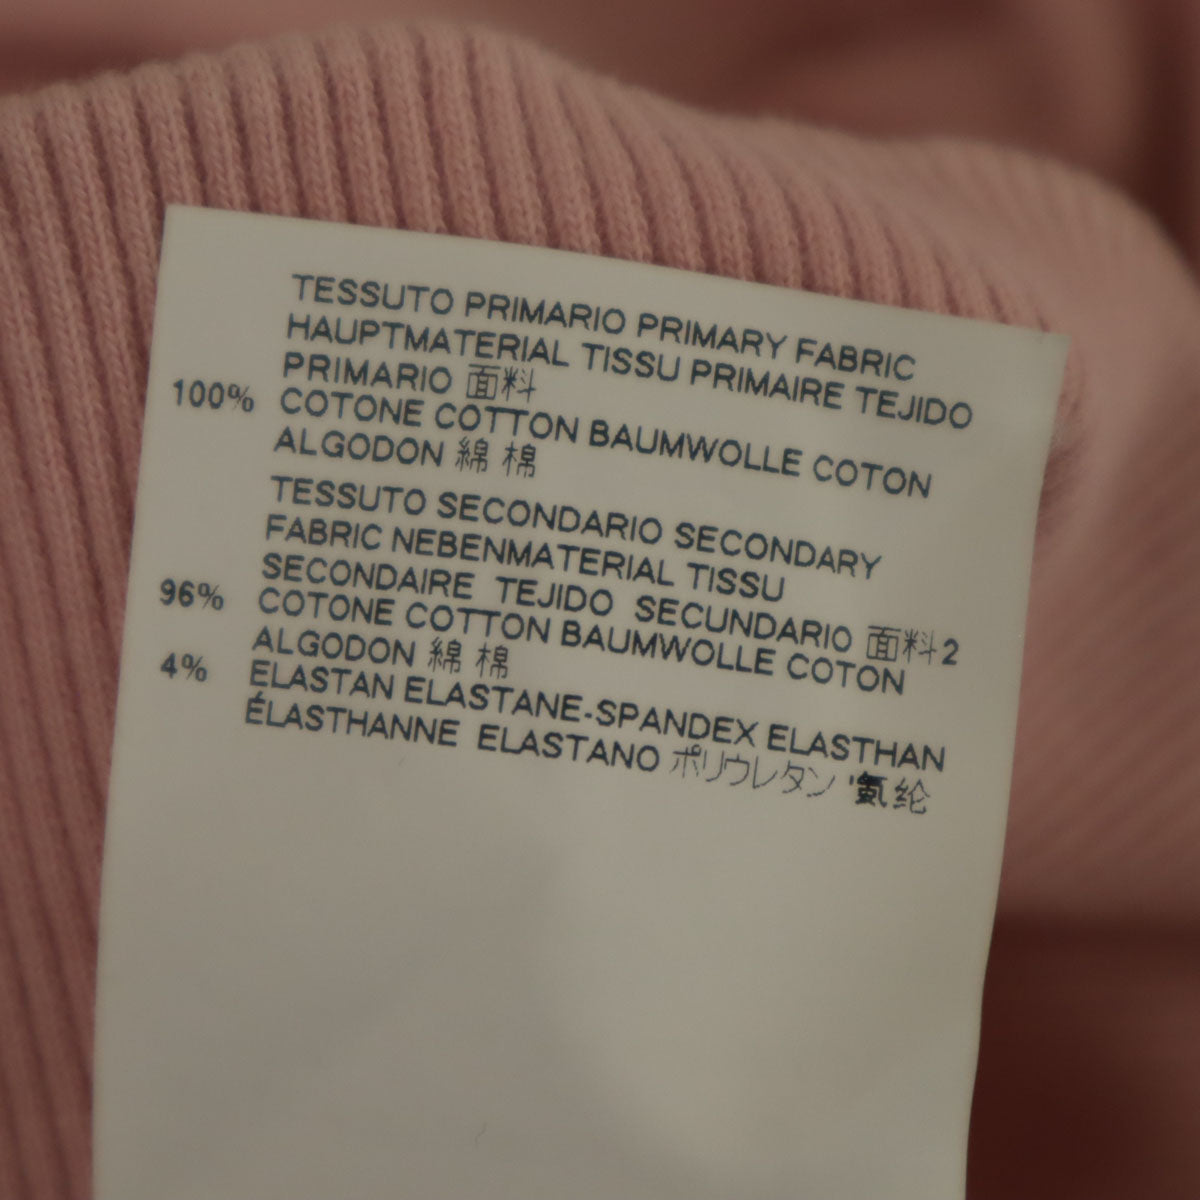 TESSUTO PRIMARIO PRIMARY FABRIC
HAUPTMATERIAL TISSU PRIMAIRE TEJIDO
PRIMARIO 面料
100% COTONE COTTON BAUMWOLLE COTON
ALGODON 綿 棉
TESSUTO SECONDARIO SECONDARY
FABRIC NEBENMATERIAL TISSU
SECONDAIRE TEJIDO SECUNDARIO 面料2
96% COTONE COTTON BAUMWOLLE COTON
ALGODON 綿 棉
4% ELASTAN ELASTANE-SPANDEX ELASTHAN
ÉLASTHANNE ELASTANO ポリウレタン '氨纶